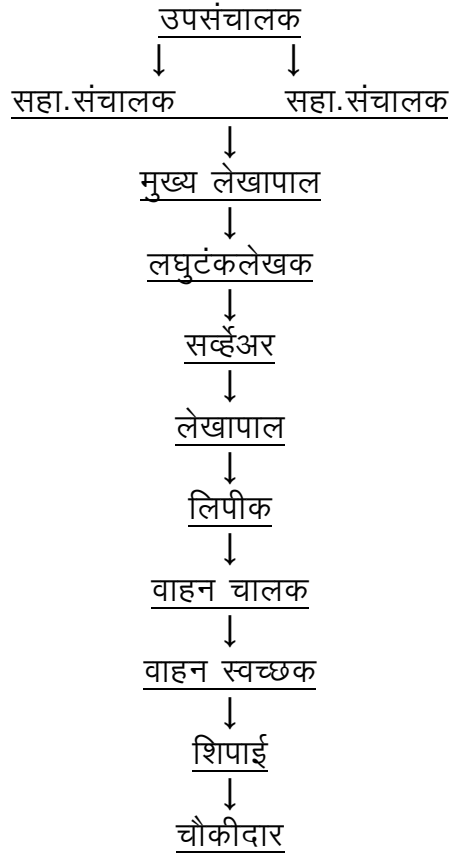 उपसंचालक
सहा.संचालक सहा.संचालक
मुख्य लेखापाल
लघुटंकलेखक
सर्व्हेअर
लेखापाल
लिपीक
वाहन चालक
वाहन स्वच्छक
शिपाई
चौकीदार